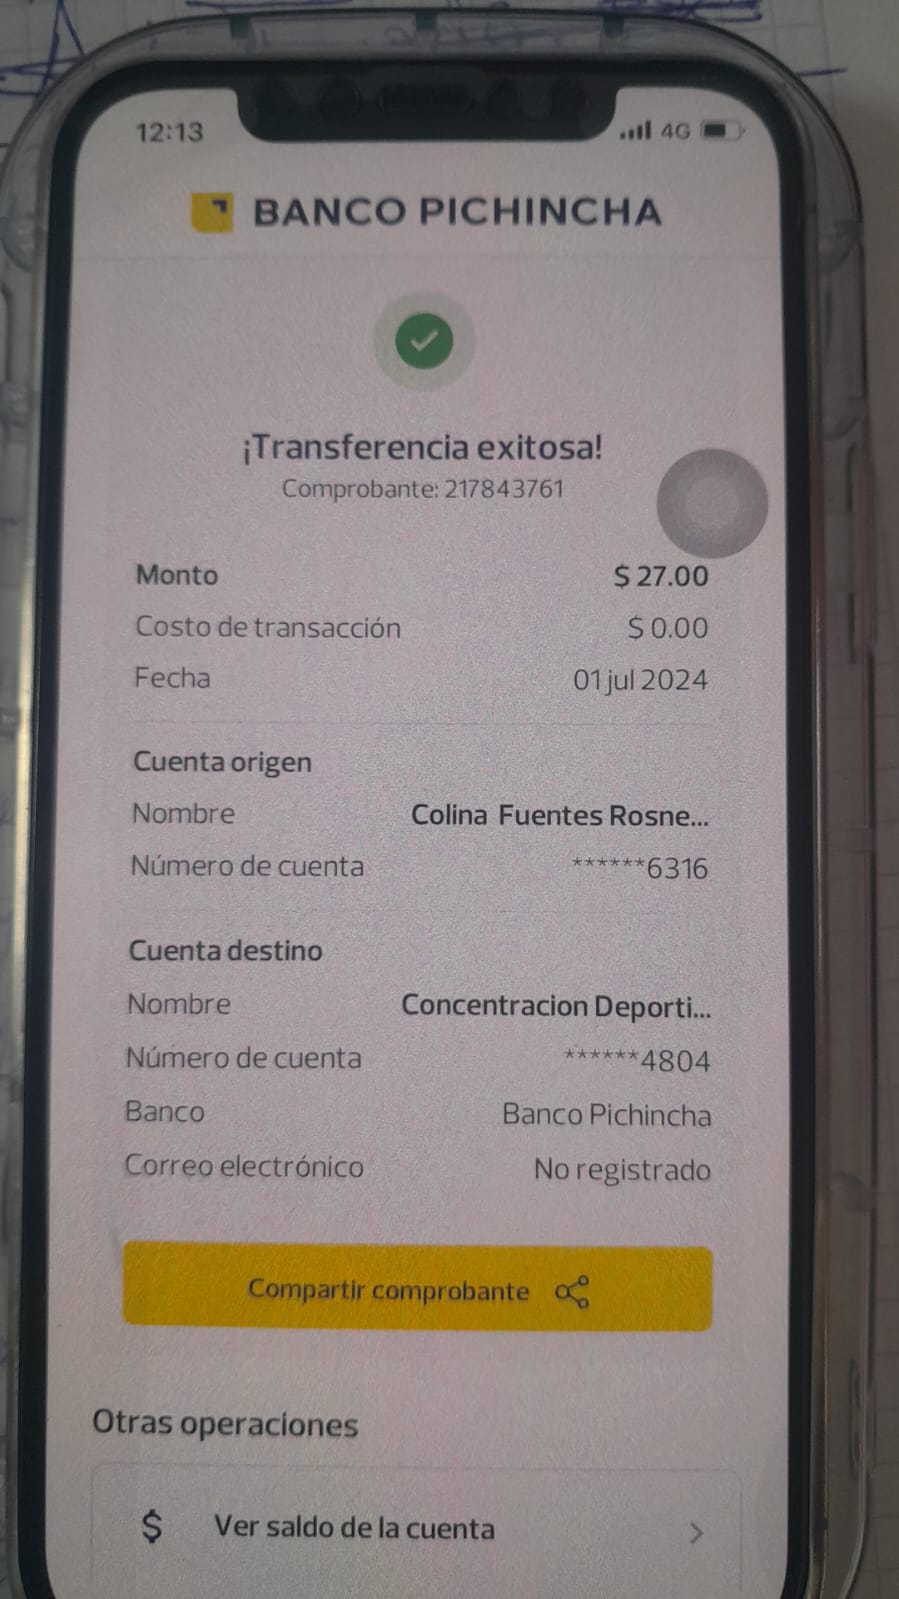 12:13 4G
BANCO PICHINCHA
¡Transferencia exitosa!
Comprobante: 217843761
Monto $ 27.00
Costo de transacción $ 0.00
Fecha 01 jul 2024
Cuenta origen
Nombre Colina Fuentes Rosne...
Número de cuenta ******6316
Cuenta destino
Nombre Concentracion Deporti...
Número de cuenta ******4804
Banco Banco Pichincha
Correo electrónico No registrado
Compartir comprobante
Otras operaciones
$ Ver saldo de la cuenta >